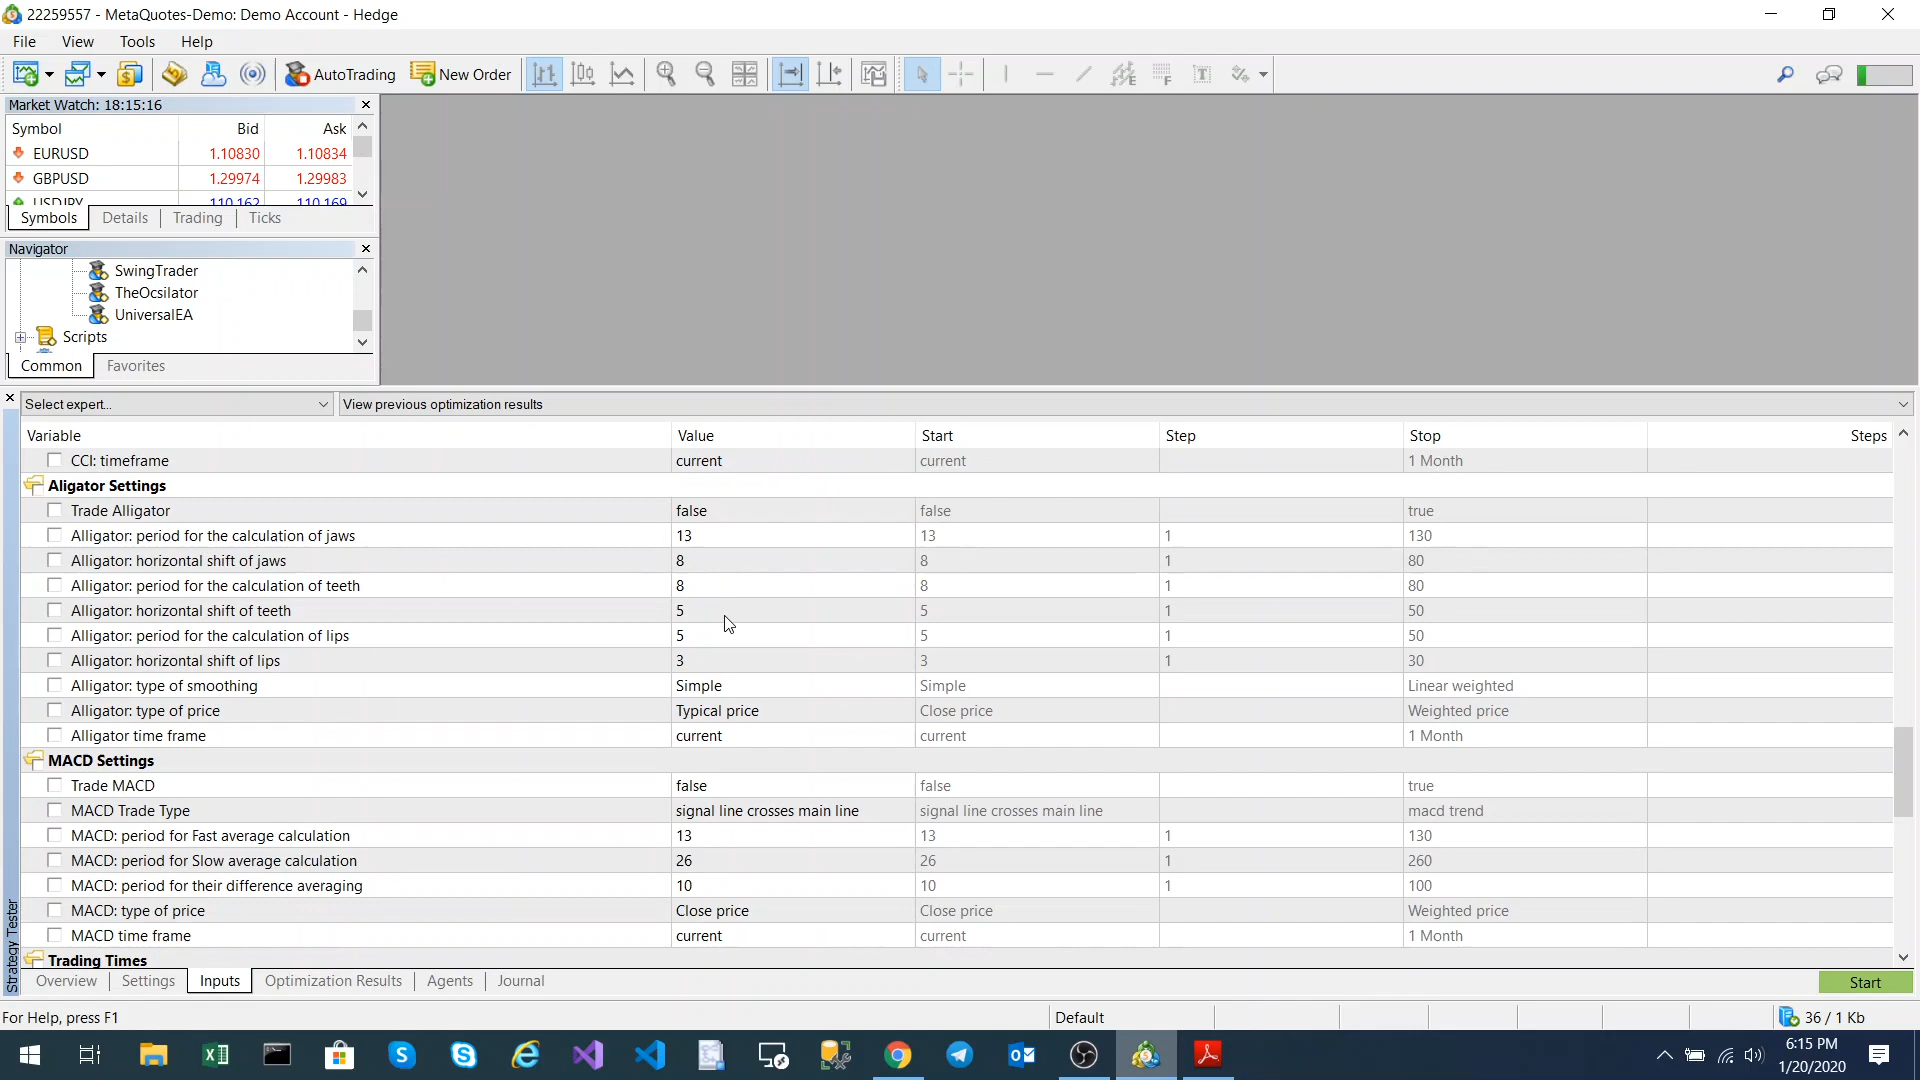 22259557 - MetaQuotes-Demo: Demo Account - Hedge
File View Tools Help
AutoTrading New Order
Market Watch: 18:15:16
Symbol Bid Ask
EURUSD 1.10830 1.10834
GBPUSD 1.29974 1.29983
USDJPY 110.162 110.169
Symbols Details Trading Ticks
Navigator
SwingTrader
TheOcsilator
UniversalEA
Scripts
Common Favorites
Select expert... View previous optimization results
Variable Value Start Step Stop Steps
CCI: timeframe current current 1 Month
Aligator Settings
Trade Alligator false false true
Alligator: period for the calculation of jaws 13 13 1 130
Alligator: horizontal shift of jaws 8 8 1 80
Alligator: period for the calculation of teeth 8 8 1 80
Alligator: horizontal shift of teeth 5 5 1 50
Alligator: period for the calculation of lips 5 5 1 50
Alligator: horizontal shift of lips 3 3 1 30
Alligator: type of smoothing Simple Simple Linear weighted
Alligator: type of price Typical price Close price Weighted price
Alligator time frame current current 1 Month
MACD Settings
Trade MACD false false true
MACD Trade Type signal line crosses main line signal line crosses main line macd trend
MACD: period for Fast average calculation 13 13 1 130
MACD: period for Slow average calculation 26 26 1 260
MACD: period for their difference averaging 10 10 1 100
MACD: type of price Close price Close price Weighted price
MACD time frame current current 1 Month
Trading Times
Strategy Tester
Overview Settings Inputs Optimization Results Agents Journal Start
For Help, press F1 Default 36 / 1 Kb
6:15 PM
1/20/2020